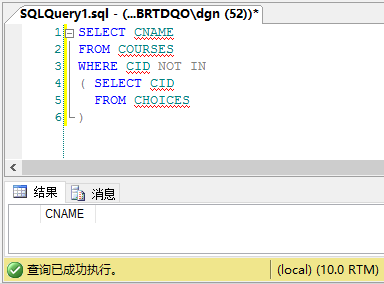 SQLQuery1.sql - (...BRTDQO\dgn (52))*
1 SELECT CNAME
2 FROM COURSES
3 WHERE CID NOT IN
4 ( SELECT CID
5 FROM CHOICES
6 )
结果 消息
CNAME
查询已成功执行。 (local) (10.0 RTM)